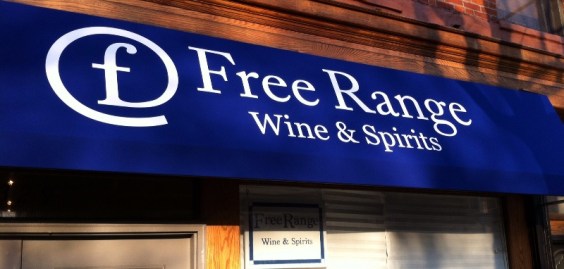 f
Free Range
Wine & Spirits
Free Range
Wine & Spirits